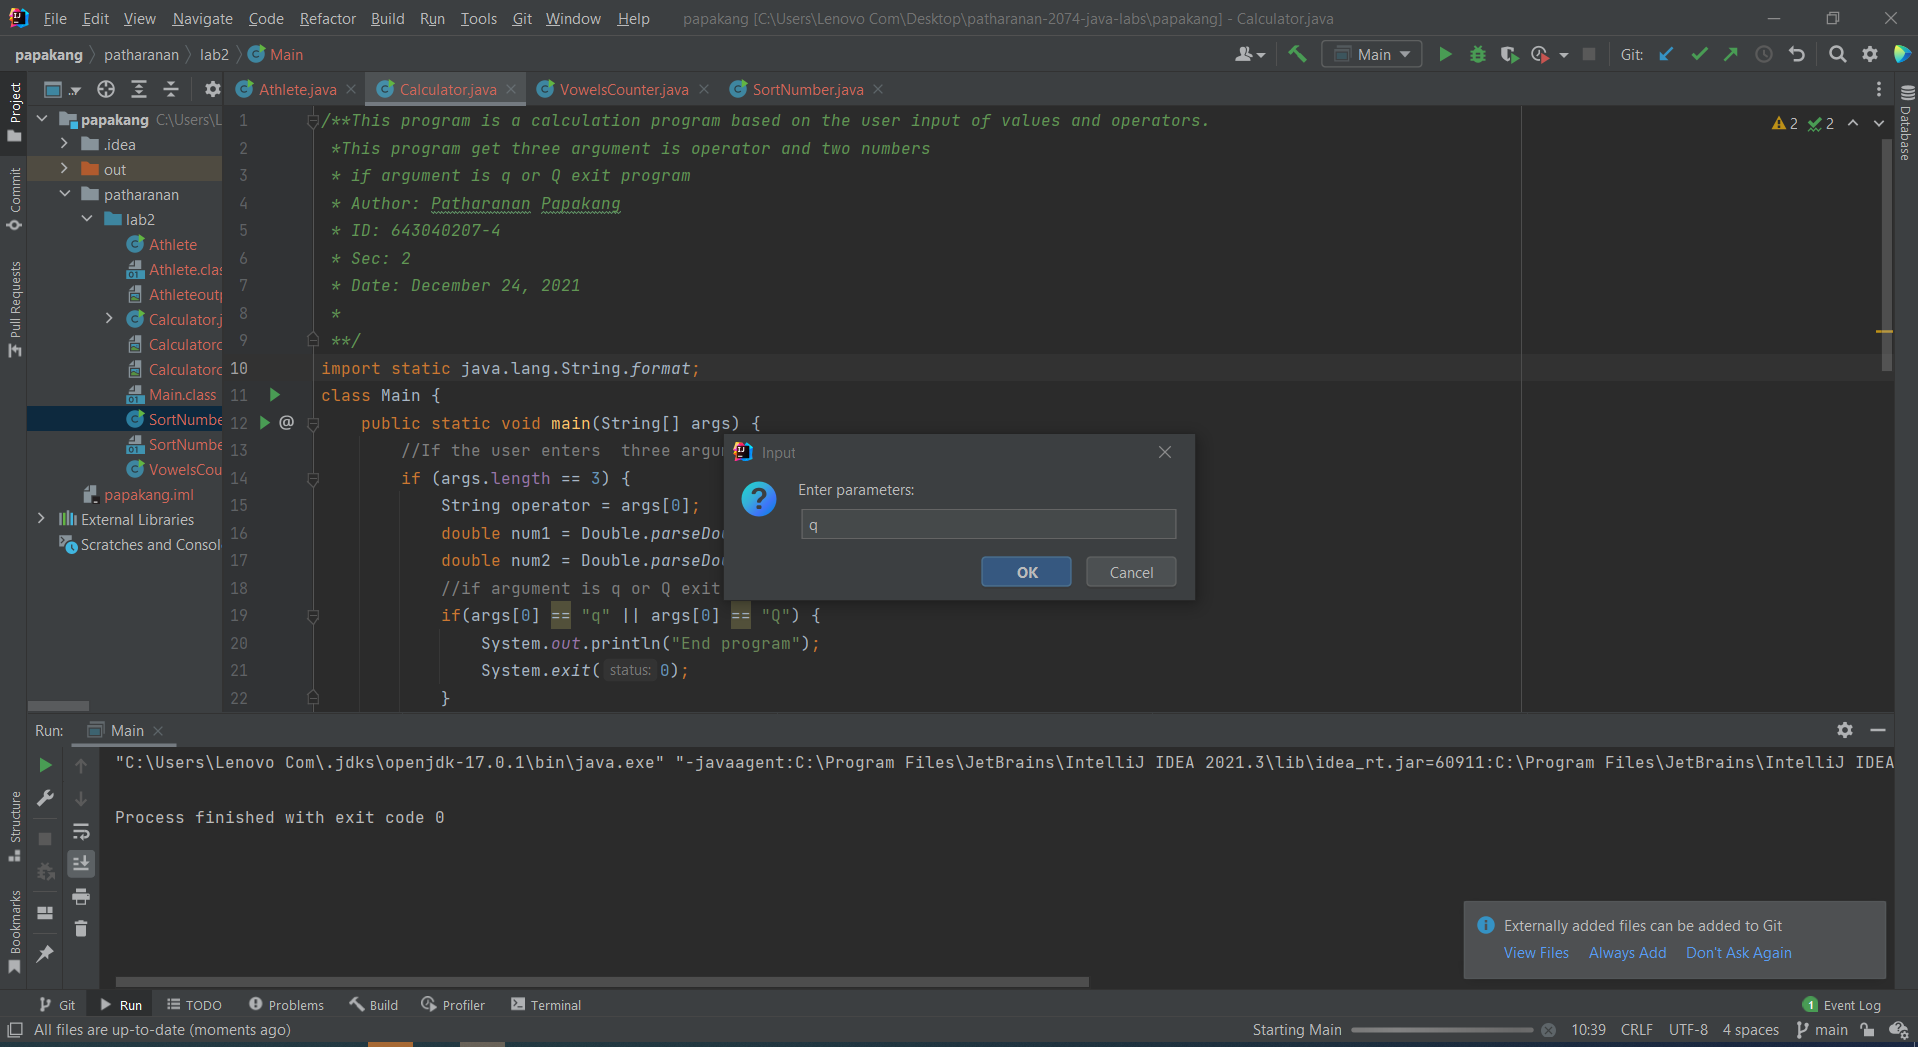 File Edit View Navigate Code Refactor Build Run Tools Git Window Help papakang [C:\Users\Lenovo Com\Desktop\patharanan-2074-java-labs\papakang] - Calculator.java
papakang patharanan lab2 Main
Main Git:
Project
Athlete.java Calculator.java VowelsCounter.java SortNumber.java
papakang C:\Users\L
.idea
out
patharanan
lab2
Athlete
Athlete.clas
Athleteoutp
Calculator.j
Calculatoro
Calculatoro
Main.class
SortNumbe
SortNumbe
VowelsCou
papakang.iml
External Libraries
Scratches and Consol
Commit
Pull Requests
Database
2 2
1 /**This program is a calculation program based on the user input of values and operators.
2 *This program get three argument is operator and two numbers
3 * if argument is q or Q exit program
4 * Author: Patharanan Papakang
5 * ID: 643040207-4
6 * Sec: 2
7 * Date: December 24, 2021
8 *
9 **/
10 import static java.lang.String.format;
11 class Main {
12 @ public static void main(String[] args) {
13 //If the user enters  three argu
14 if (args.length == 3) {
15 String operator = args[0];
16 double num1 = Double.parseDou
17 double num2 = Double.parseDou
18 //if argument is q or Q exit
19 if(args[0] == "q" || args[0] == "Q") {
20 System.out.println("End program");
21 System.exit( status: 0);
22 }
Input
Enter parameters:
q
OK Cancel
Run: Main
"C:\Users\Lenovo Com\.jdks\openjdk-17.0.1\bin\java.exe" "-javaagent:C:\Program Files\JetBrains\IntelliJ IDEA 2021.3\lib\idea_rt.jar=60911:C:\Program Files\JetBrains\IntelliJ IDEA
Process finished with exit code 0
Structure
Bookmarks
Externally added files can be added to Git
View Files Always Add Don't Ask Again
Git Run TODO Problems Build Profiler Terminal 1 Event Log
All files are up-to-date (moments ago) Starting Main 10:39 CRLF UTF-8 4 spaces main